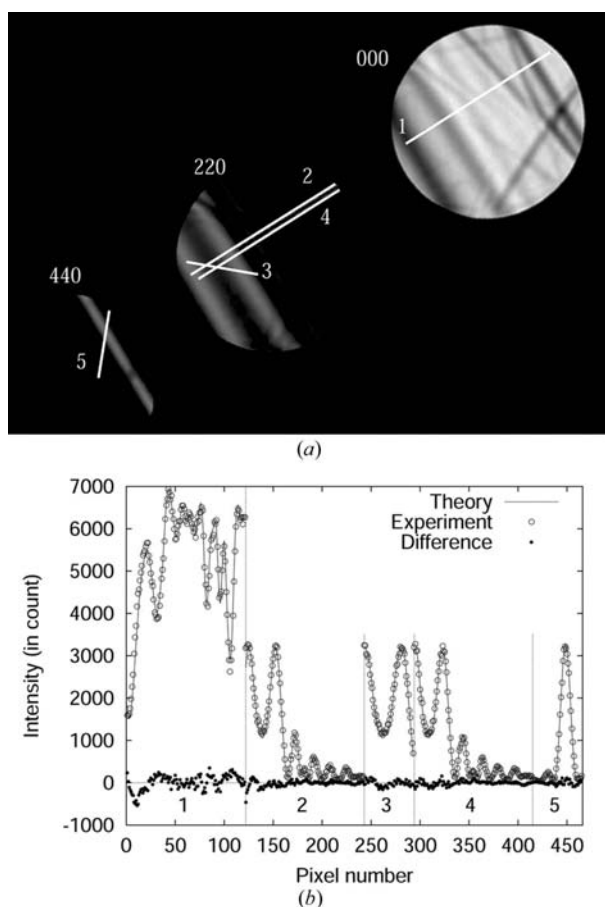 000
1
220
2
4
3
440
5
(a)
7000
6000
5000
4000
3000
2000
1000
0
-1000
Intensity (in count)
Theory
Experiment
Difference
1 2 3 4 5
0 50 100 150 200 250 300 350 400 450
Pixel number
(b)